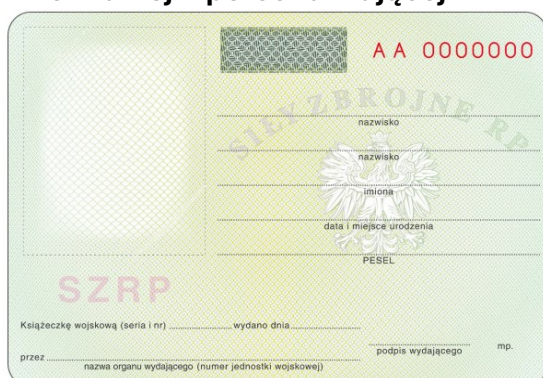 AA 0000000
SIŁY ZBROJNE RP
nazwisko
nazwisko
imiona
data i miejsce urodzenia
PESEL
SZRP
Książeczkę wojskową (seria i nr) .................. wydano dnia ..................
podpis wydającego mp.
przez ..................
nazwa organu wydającego (numer jednostki wojskowej)